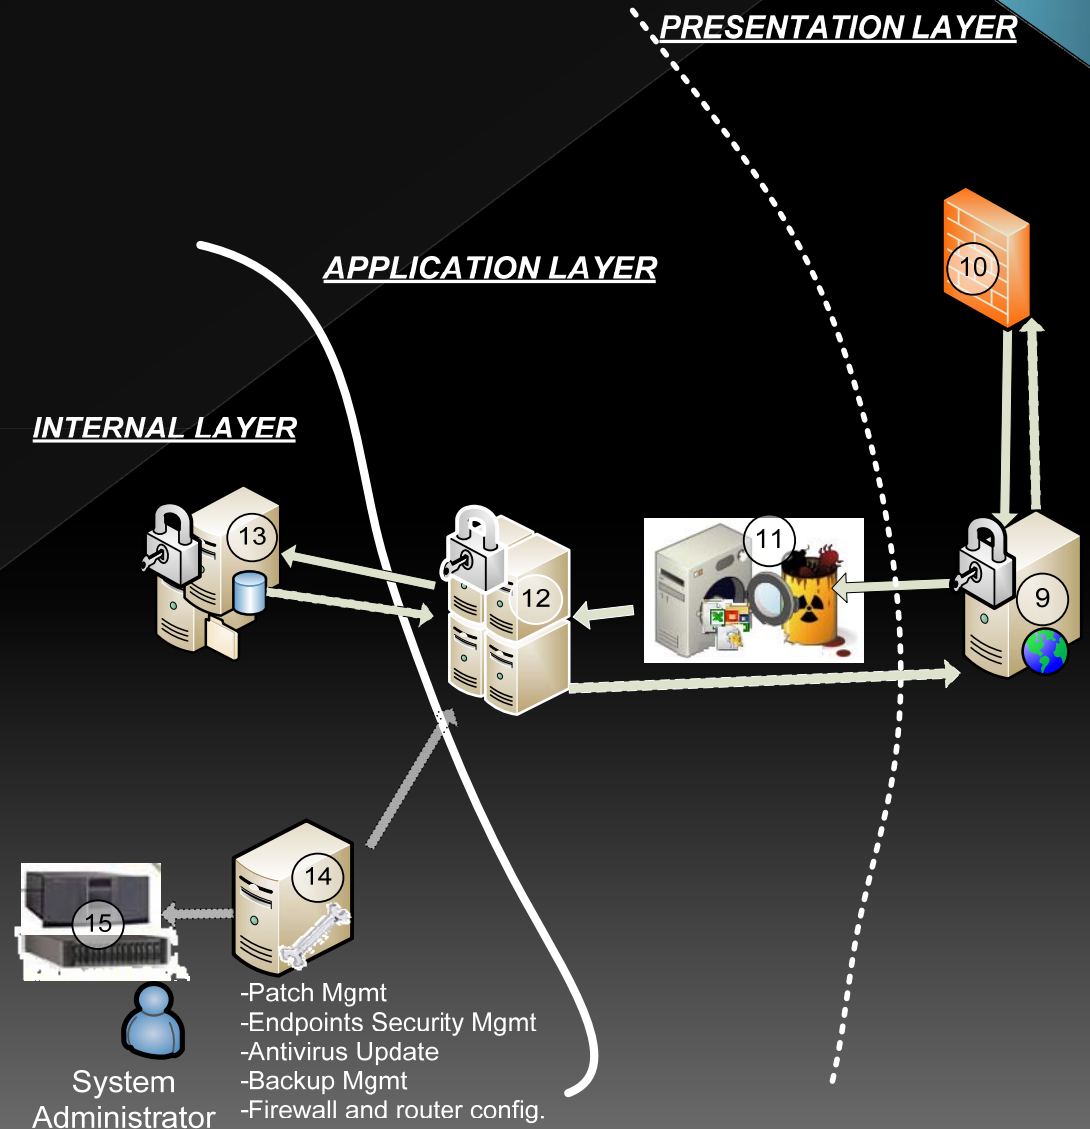 PRESENTATION LAYER
10
APPLICATION LAYER
INTERNAL LAYER
13
12
11
9
14
15
-Patch Mgmt
-Endpoints Security Mgmt
-Antivirus Update
-Backup Mgmt
-Firewall and router config.
System
Administrator